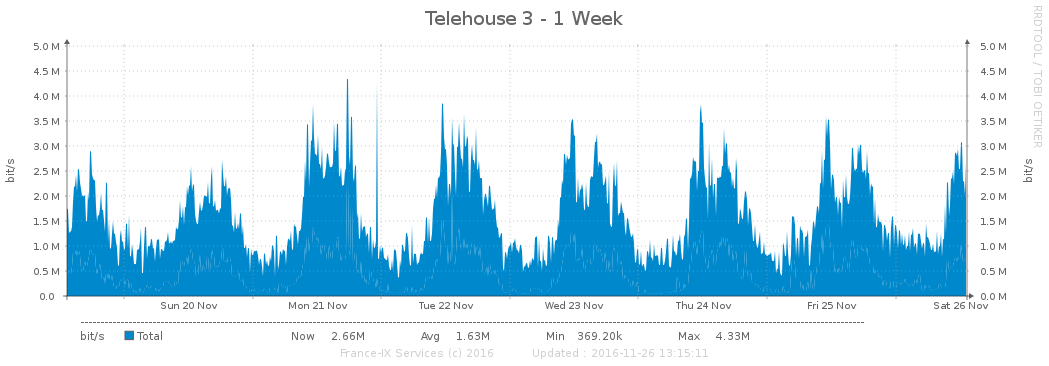 Telehouse 3 - 1 Week
RRDTOOL / TOBI OETIKER
bit/s
5.0 M 5.0 M
4.5 M 4.5 M
4.0 M 4.0 M
3.5 M 3.5 M
3.0 M 3.0 M
2.5 M 2.5 M
2.0 M 2.0 M
1.5 M 1.5 M
1.0 M 1.0 M
0.5 M 0.5 M
0.0 0.0 M
bit/s
Sun 20 Nov Mon 21 Nov Tue 22 Nov Wed 23 Nov Thu 24 Nov Fri 25 Nov Sat 26 Nov
bit/s Total Now 2.66M Avg 1.63M Min 369.20k Max 4.33M
France-IX Services (c) 2016 Updated : 2016-11-26 13:15:11